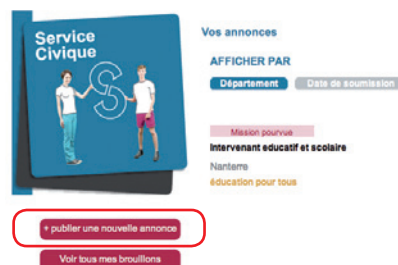 Service
Civique
Vos annonces
AFFICHER PAR
Département
Date de soumission
Mission pourvue
Intervenant educatif et scolaire
Nanterre
éducation pour tous
+ publier une nouvelle annonce
Voir tous mes brouillons